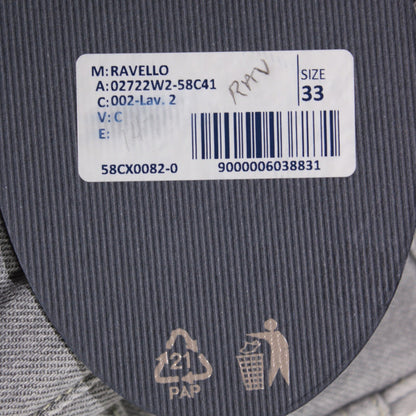 M: RAVELLO
A: 02722W2-58C41
C: 002-Lav. 2
V: C
E:
RAV
SIZE
33
58CX0082-0
9000006038831
21
PAP